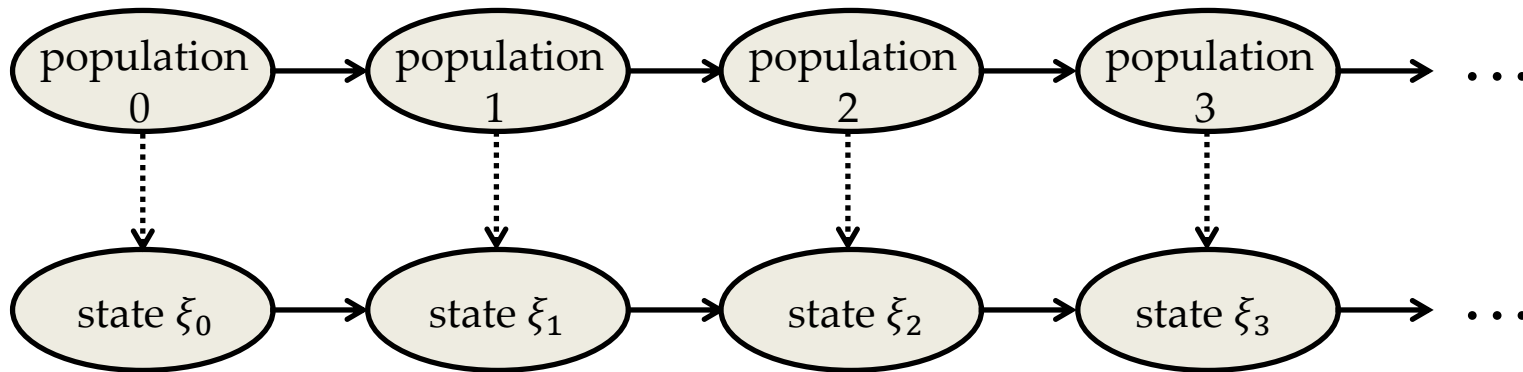 population
0
population
1
population
2
population
3
...
state ξ₀
state ξ₁
state ξ₂
state ξ₃
...